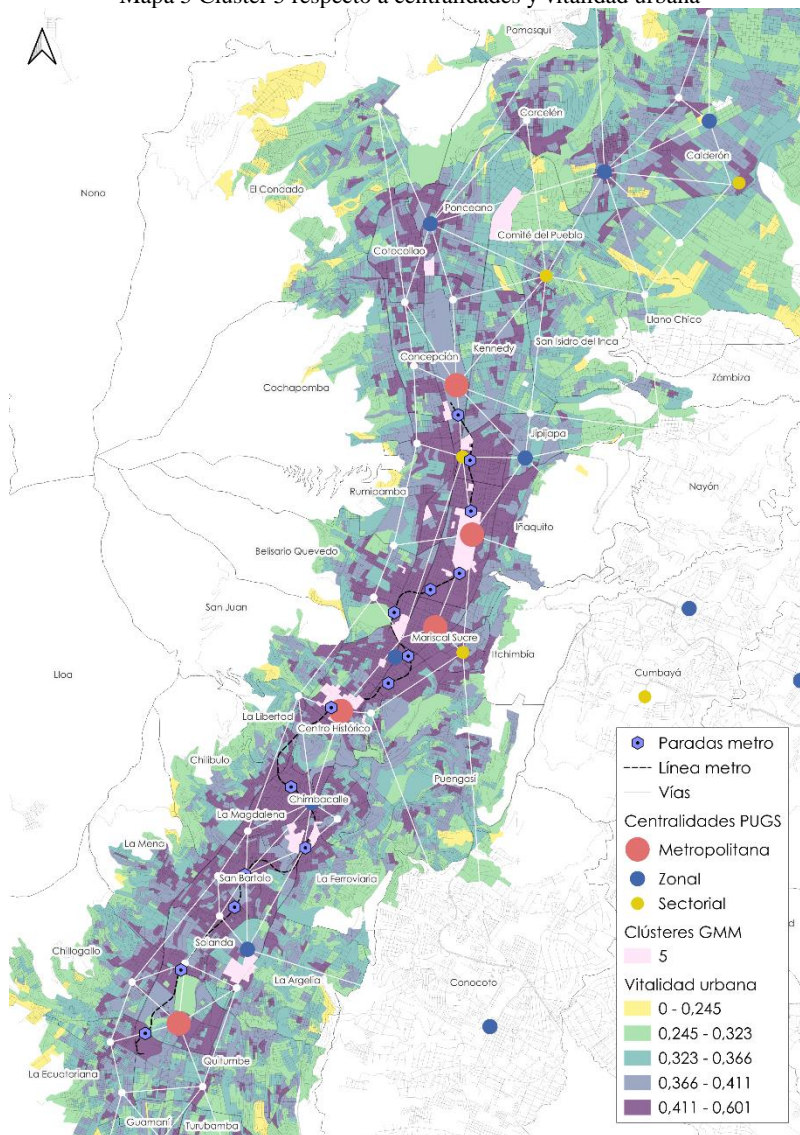 Mapa 5 Clúster 5 respecto a centralidades y vitalidad urbana
Pomasqui
Carcelén
Calderón
Nono
El Condado
Ponceano
Comité del Pueblo
Cotocollao
Llano Chico
Kennedy
San Isidro del Inca
Concepción
Zámbiza
Cochapamba
Jipijapa
Nayón
Rumipamba
Iñaquito
Belisario Quevedo
San Juan
Mariscal Sucre
Itchimbía
Lloa
Cumbayá
La Libertad
Centro Histórico
Chilibulo
Puengasí
Chimbacalle
La Magdalena
La Mena
San Bartolo
La Ferroviaria
Chillogallo
Solanda
La Argelia
Conocoto
La Ecuatoriana
Quitumbe
Guamaní
Turubamba
Paradas metro
Línea metro
Vías
Centralidades PUGS
Metropolitana
Zonal
Sectorial
Clústeres GMM
5
Vitalidad urbana
0 - 0,245
0,245 - 0,323
0,323 - 0,366
0,366 - 0,411
0,411 - 0,601